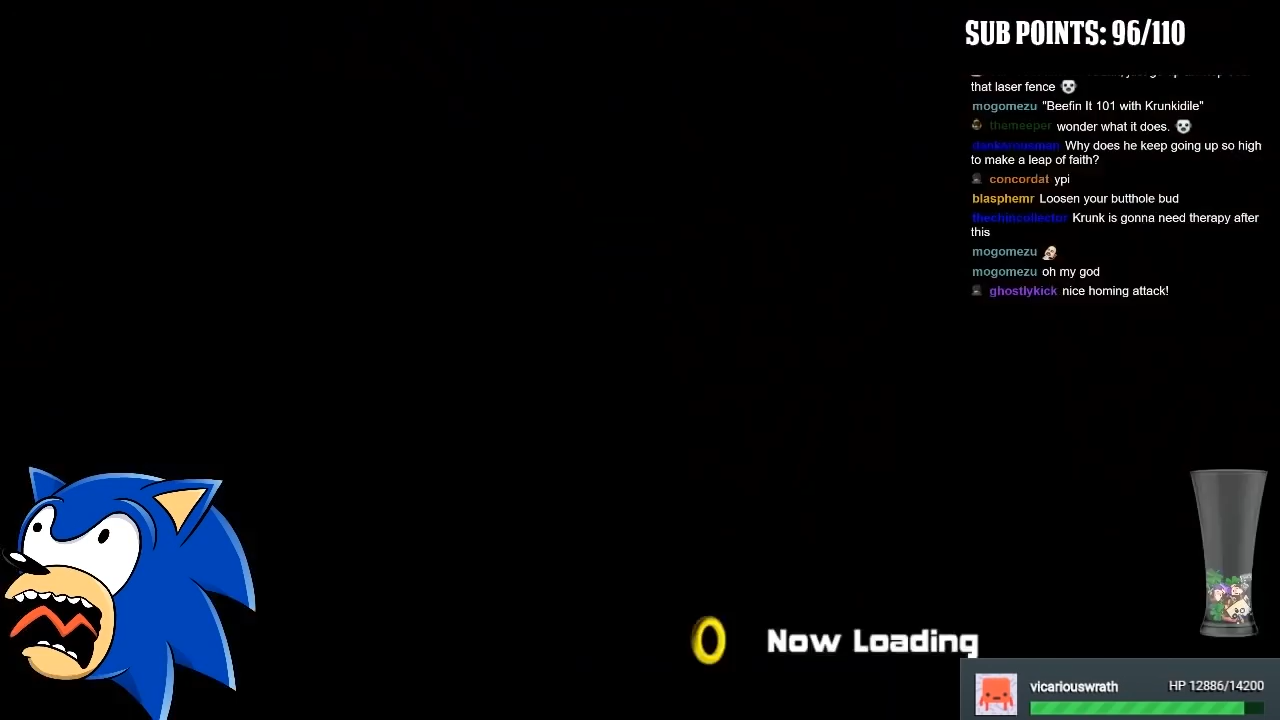 SUB POINTS: 96/110
that laser fence
mogomezu "Beefin It 101 with Krunkidile"
themeeper wonder what it does.
dankarousman Why does he keep going up so high
to make a leap of faith?
concordat ypi
blasphemr Loosen your butthole bud
thechincollector Krunk is gonna need therapy after
this
mogomezu
mogomezu oh my god
ghostlykick nice homing attack!
Now Loading
vicariouswrath HP 12886/14200